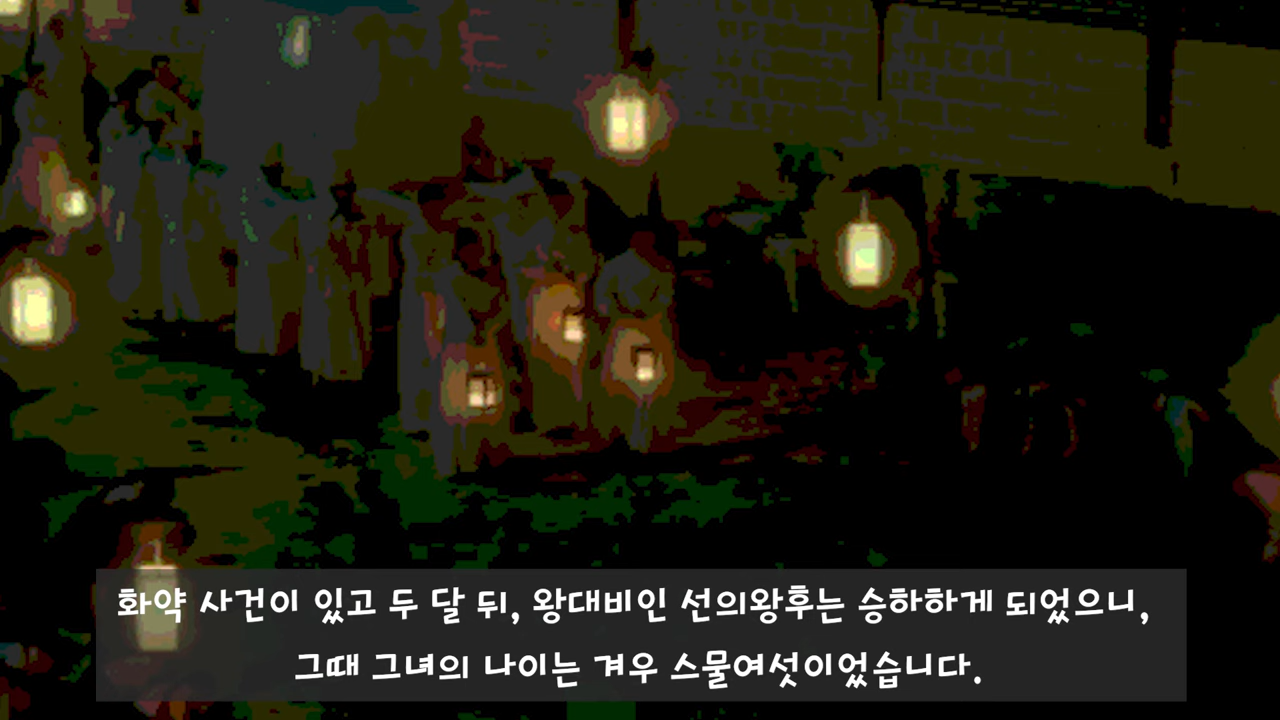 화약 사건이 있고 두 달 뒤, 왕대비인 선의왕후는 승하하게 되었으니,
그때 그녀의 나이는 겨우 스물여섯이었습니다.